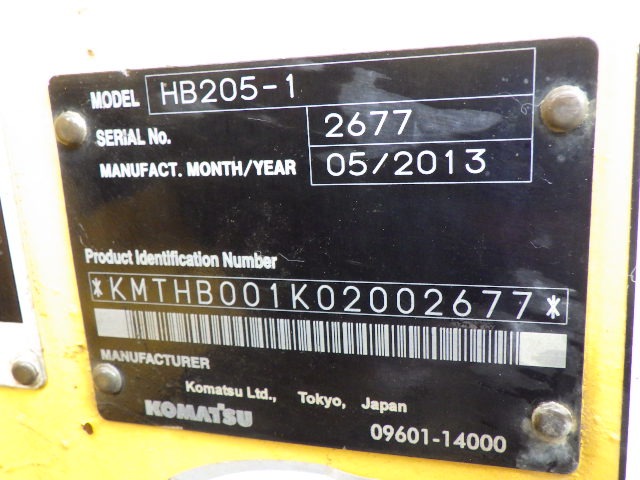 MODEL HB205-1
SERIAL No. 2677
MANUFACT. MONTH/YEAR 05/2013
Product Identification Number
*KMTHB001K02002677*
MANUFACTURER
Komatsu Ltd., Tokyo, Japan
KOMATSU
09601-14000